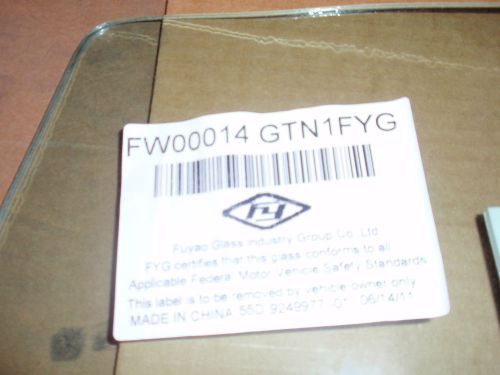 FW00014 GTN1FYG
FY
Fuyao Glass Industry Group Co. Ltd.
FYG certifies that this glass conforms to all
Applicable Federal Motor Vehicle Safety Standards
This label is to be removed by vehicle owner only
MADE IN CHINA 55D 9249977 -01 06/14/11